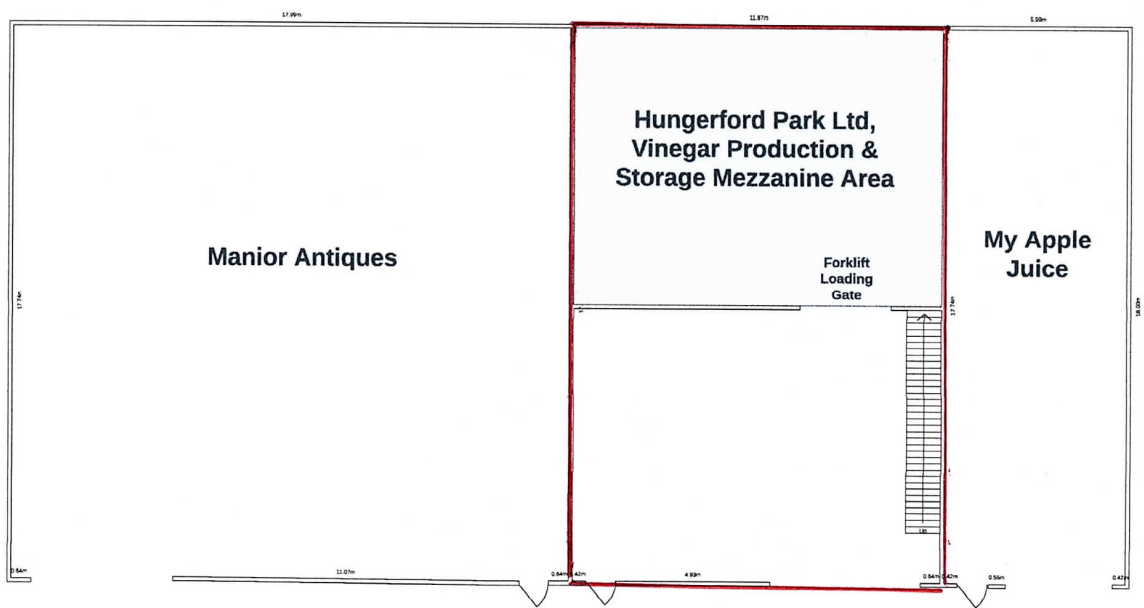 17.99m
11.87m
5.00m
Hungerford Park Ltd,
Vinegar Production &
Storage Mezzanine Area
Manior Antiques
My Apple
Juice
Forklift
Loading
Gate
17.74m
17.74m
18.00m
UP
0.64m
11.07m
0.64m
0.42m
4.93m
0.64m
0.42m
0.56m
0.42m